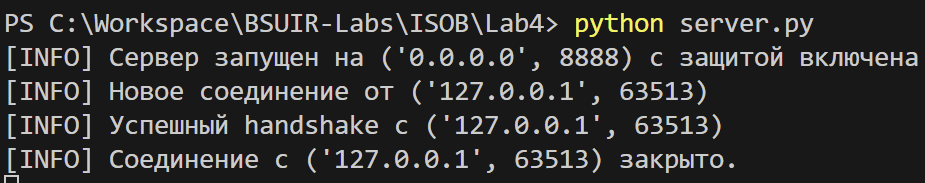 PS C:\Workspace\BSUIR-Labs\ISOB\Lab4> python server.py
[INFO] Сервер запущен на ('0.0.0.0', 8888) с защитой включена
[INFO] Новое соединение от ('127.0.0.1', 63513)
[INFO] Успешный handshake с ('127.0.0.1', 63513)
[INFO] Соединение с ('127.0.0.1', 63513) закрыто.